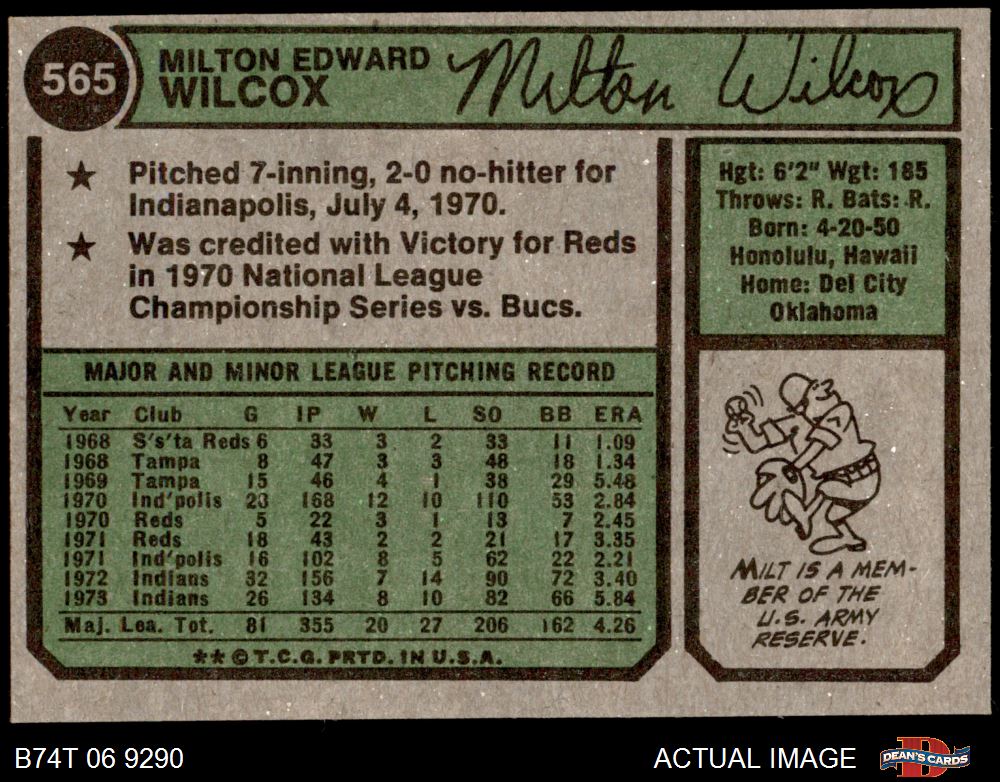 565
MILTON EDWARD
WILCOX
Milton Wilcox
★ Pitched 7-inning, 2-0 no-hitter for
Indianapolis, July 4, 1970.
★ Was credited with Victory for Reds
in 1970 National League
Championship Series vs. Bucs.
Hgt: 6'2" Wgt: 185
Throws: R. Bats: R.
Born: 4-20-50
Honolulu, Hawaii
Home: Del City
Oklahoma
MAJOR AND MINOR LEAGUE PITCHING RECORD
Year Club G IP W L SO BB ERA
1968 S's'ta Reds 6 33 3 2 33 11 1.09
1968 Tampa 8 47 3 3 48 18 1.34
1969 Tampa 15 46 4 1 38 29 5.48
1970 Ind'polis 23 168 12 10 110 53 2.84
1970 Reds 5 22 3 1 13 7 2.45
1971 Reds 18 43 2 2 21 17 3.35
1971 Ind'polis 16 102 8 5 62 22 2.21
1972 Indians 32 156 7 14 90 72 3.40
1973 Indians 26 134 8 10 82 66 5.84
Maj. Lea. Tot. 81 355 20 27 206 162 4.26
** © T.C.G. PRTD. IN U.S.A.
MILT IS A MEM-
BER OF THE
U.S. ARMY
RESERVE.
B74T 06 9290
ACTUAL IMAGE
DEAN'S CARDS